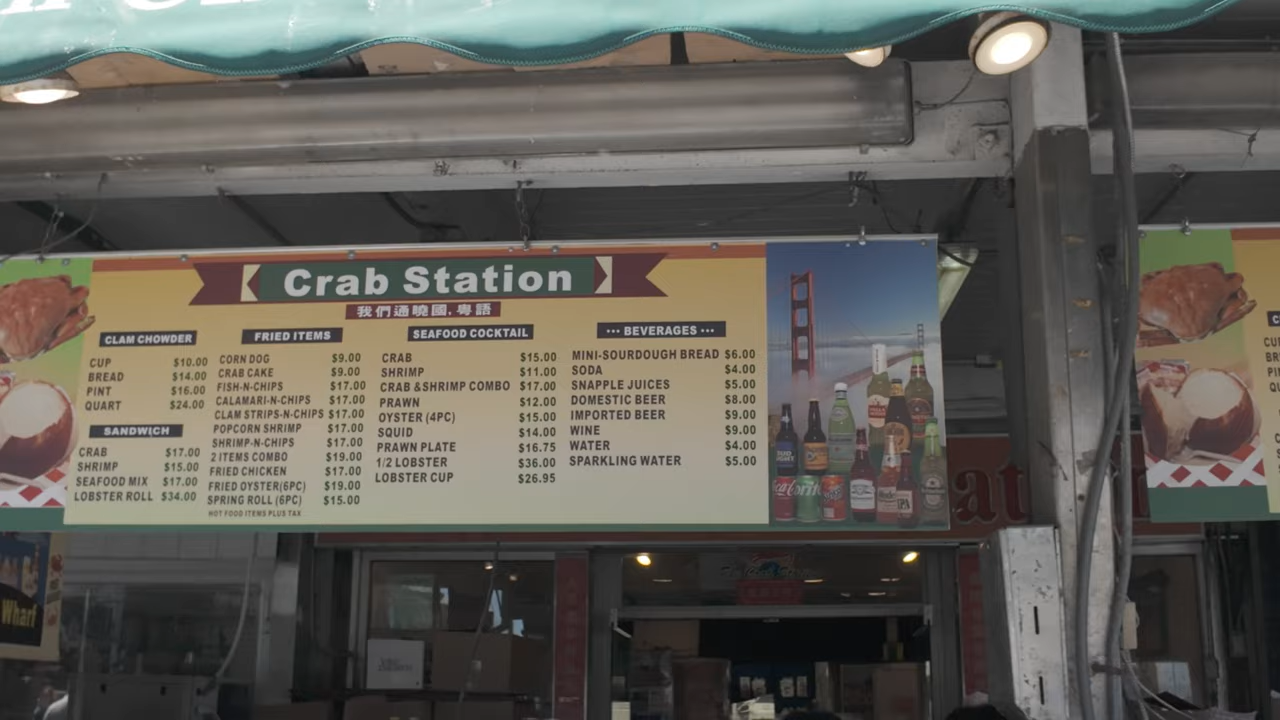 Crab Station
我們通曉國,粵語
CLAM CHOWDER
CUP $10.00
BREAD $14.00
PINT $16.00
QUART $24.00
SANDWICH
CRAB $17.00
SHRIMP $15.00
SEAFOOD MIX $17.00
LOBSTER ROLL $34.00
FRIED ITEMS
CORN DOG $9.00
CRAB CAKE $9.00
FISH-N-CHIPS $17.00
CALAMARI-N-CHIPS $17.00
CLAM STRIPS-N-CHIPS $17.00
POPCORN SHRIMP $17.00
SHRIMP-N-CHIPS $17.00
2 ITEMS COMBO $19.00
FRIED CHICKEN $17.00
FRIED OYSTER(6PC) $19.00
SPRING ROLL (6PC) $15.00
HOT FOOD ITEMS PLUS TAX
SEAFOOD COCKTAIL
CRAB $15.00
SHRIMP $11.00
CRAB &SHRIMP COMBO $17.00
PRAWN $12.00
OYSTER (4PC) $15.00
SQUID $14.00
PRAWN PLATE $16.75
1/2 LOBSTER $36.00
LOBSTER CUP $26.95
••• BEVERAGES •••
MINI-SOURDOUGH BREAD $6.00
SODA $4.00
SNAPPLE JUICES $5.00
DOMESTIC BEER $8.00
IMPORTED BEER $9.00
WINE $9.00
WATER $4.00
SPARKLING WATER $5.00
BUD LIGHT
IPA
at
Wharf